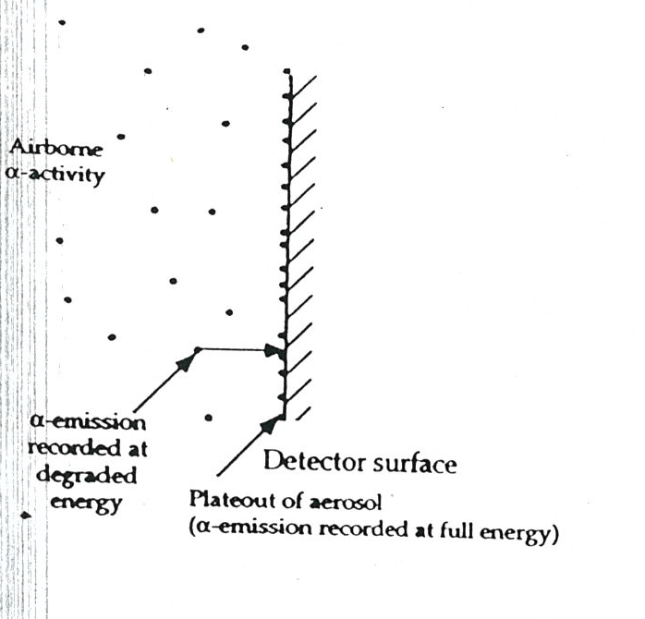 Airborne
α-activity
α-emission
recorded at
degraded
energy
Detector surface
Plateout of aerosol
(α-emission recorded at full energy)